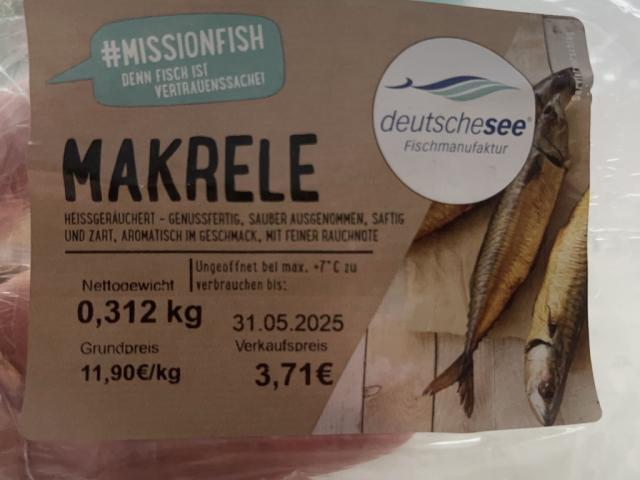 #MISSIONFISH
DENN FISCH IST
VERTRAUENSSACHE!
deutschesee®
Fischmanufaktur
MAKRELE
HEISSGERÄUCHERT - GENUSSFERTIG, SAUBER AUSGENOMMEN, SAFTIG
UND ZART, AROMATISCH IM GESCHMACK, MIT FEINER RAUCHNOTE
Ungeoffnet bei max. +7°C zu
verbrauchen bis:
Nettogewicht
0,312 kg
31.05.2025
Grundpreis
Verkaufspreis
11,90€/kg
3,71€